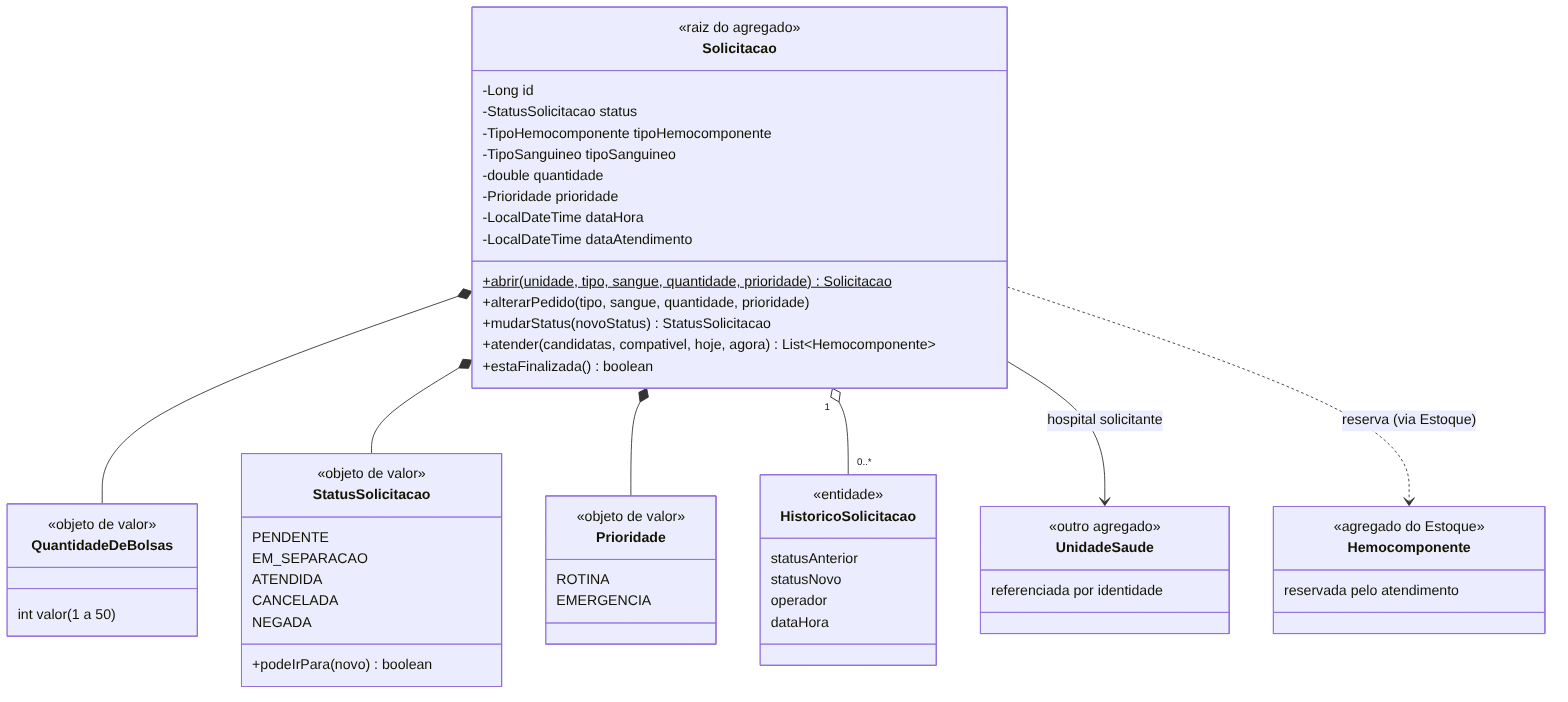 «raiz do agregado»
Solicitacao
-Long id
-StatusSolicitacao status
-TipoHemocomponente tipoHemocomponente
-TipoSanguineo tipoSanguineo
-double quantidade
-Prioridade prioridade
-LocalDateTime dataHora
-LocalDateTime dataAtendimento
+abrir(unidade, tipo, sangue, quantidade, prioridade) : Solicitacao
+alterarPedido(tipo, sangue, quantidade, prioridade)
+mudarStatus(novoStatus) : StatusSolicitacao
+atender(candidatas, compativel, hoje, agora) : List<Hemocomponente>
+estaFinalizada() : boolean
1
0..*
hospital solicitante
reserva (via Estoque)
«objeto de valor»
QuantidadeDeBolsas
int valor(1 a 50)
«objeto de valor»
StatusSolicitacao
PENDENTE
EM_SEPARACAO
ATENDIDA
CANCELADA
NEGADA
+podeIrPara(novo) : boolean
«objeto de valor»
Prioridade
ROTINA
EMERGENCIA
«entidade»
HistoricoSolicitacao
statusAnterior
statusNovo
operador
dataHora
«outro agregado»
UnidadeSaude
referenciada por identidade
«agregado do Estoque»
Hemocomponente
reservada pelo atendimento